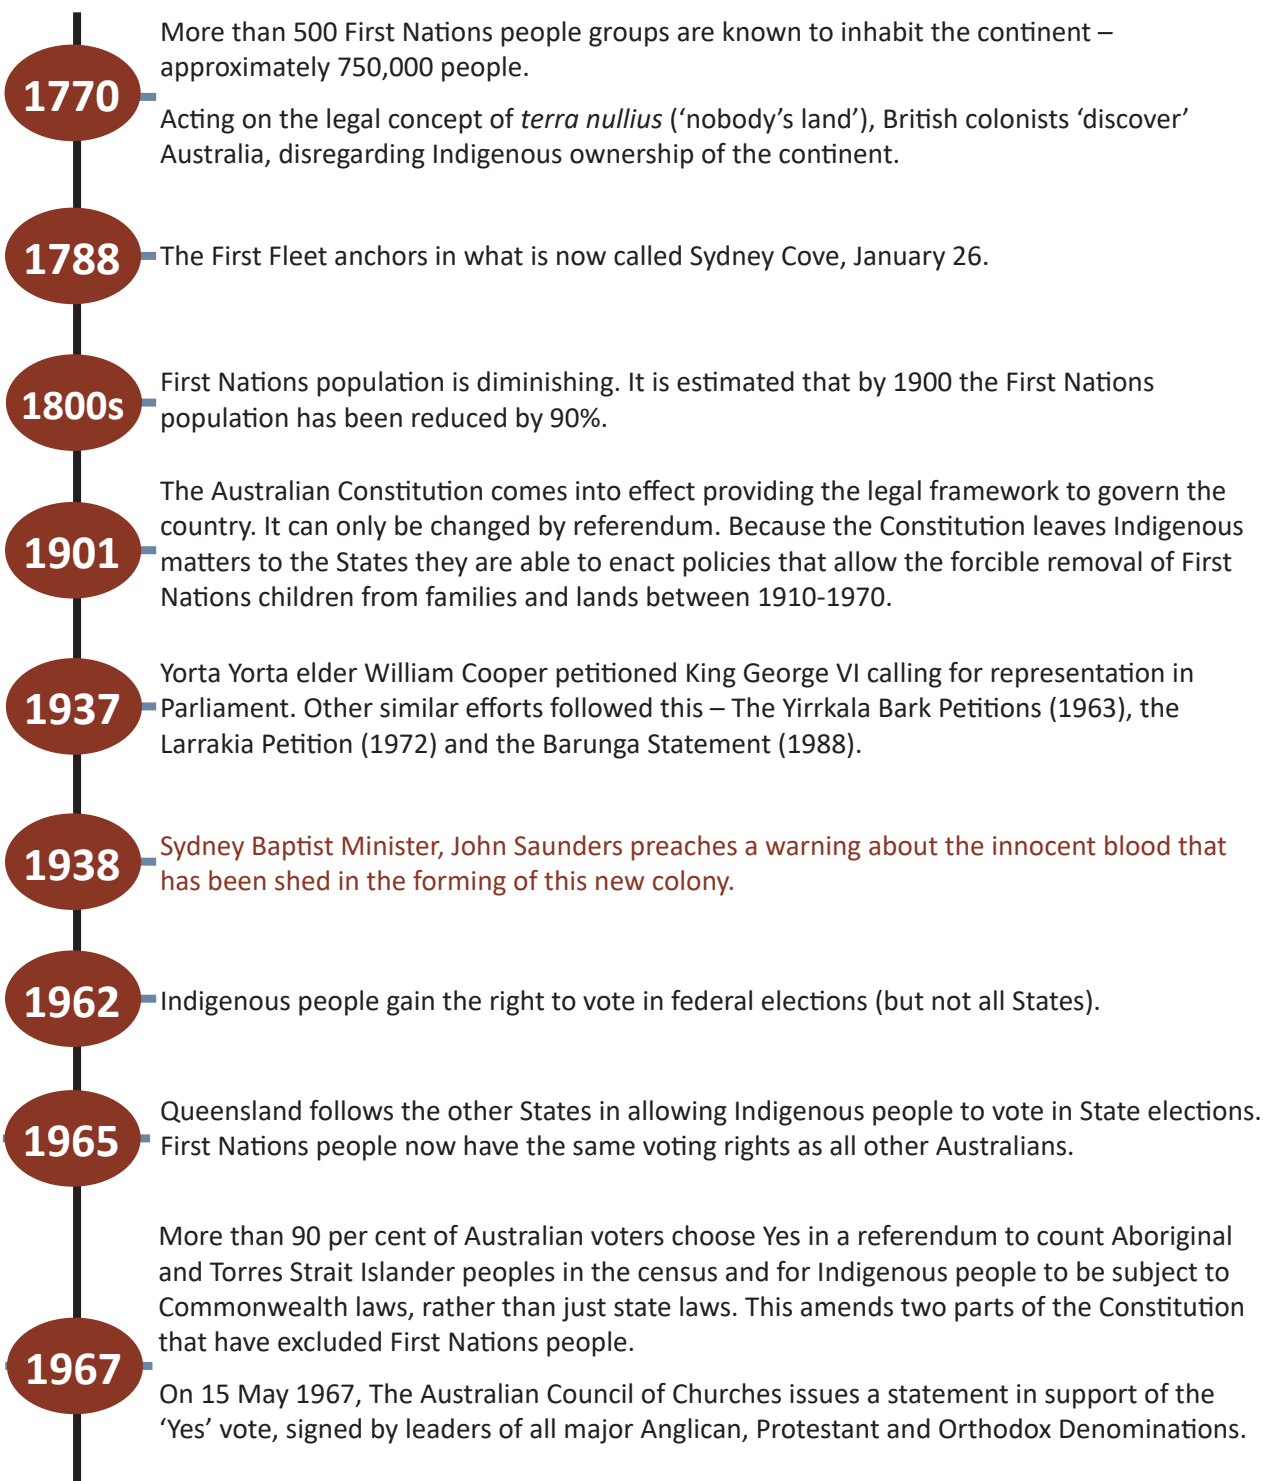 More than 500 First Nations people groups are known to inhabit the continent –
approximately 750,000 people.
1770
Acting on the legal concept of terra nullius (‘nobody’s land’), British colonists ‘discover’
Australia, disregarding Indigenous ownership of the continent.
1788
The First Fleet anchors in what is now called Sydney Cove, January 26.
1800s
First Nations population is diminishing. It is estimated that by 1900 the First Nations
population has been reduced by 90%.
1901
The Australian Constitution comes into effect providing the legal framework to govern the
country. It can only be changed by referendum. Because the Constitution leaves Indigenous
matters to the States they are able to enact policies that allow the forcible removal of First
Nations children from families and lands between 1910-1970.
1937
Yorta Yorta elder William Cooper petitioned King George VI calling for representation in
Parliament. Other similar efforts followed this – The Yirrkala Bark Petitions (1963), the
Larrakia Petition (1972) and the Barunga Statement (1988).
1938
Sydney Baptist Minister, John Saunders preaches a warning about the innocent blood that
has been shed in the forming of this new colony.
1962
Indigenous people gain the right to vote in federal elections (but not all States).
1965
Queensland follows the other States in allowing Indigenous people to vote in State elections.
First Nations people now have the same voting rights as all other Australians.
1967
More than 90 per cent of Australian voters choose Yes in a referendum to count Aboriginal
and Torres Strait Islander peoples in the census and for Indigenous people to be subject to
Commonwealth laws, rather than just state laws. This amends two parts of the Constitution
that have excluded First Nations people.
On 15 May 1967, The Australian Council of Churches issues a statement in support of the
‘Yes’ vote, signed by leaders of all major Anglican, Protestant and Orthodox Denominations.